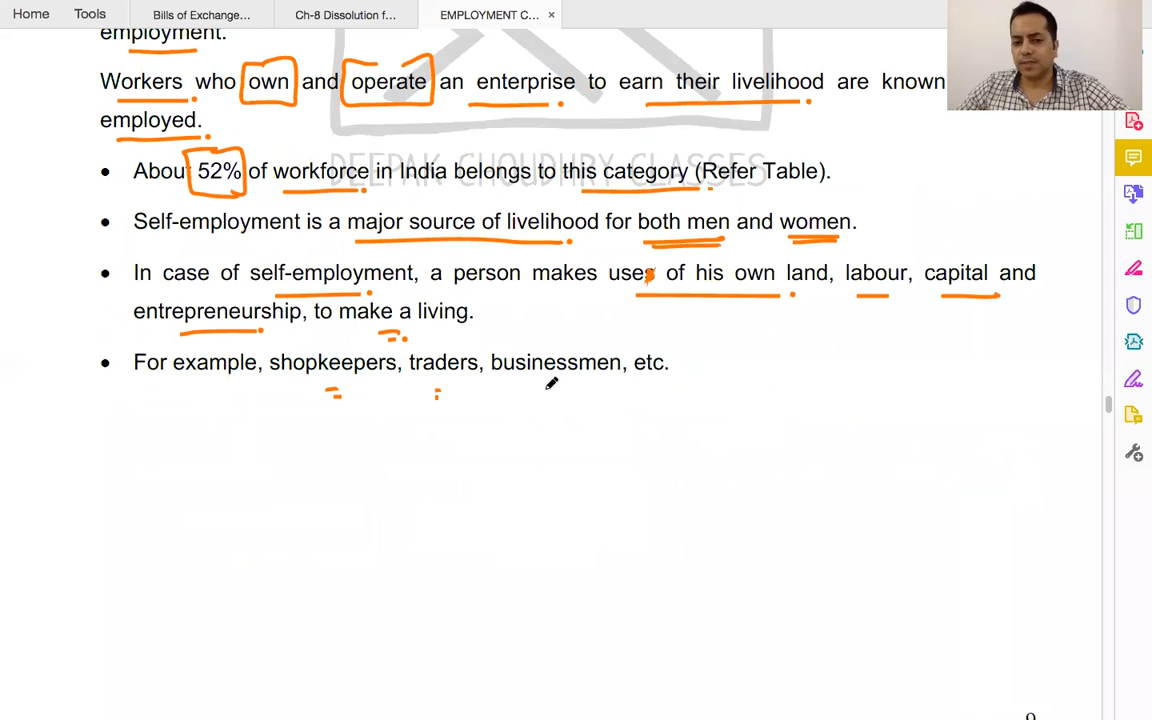 Home Tools Bills of Exchange... Ch-8 Dissolution f... EMPLOYMENT C... ×
employment.
Workers who own and operate an enterprise to earn their livelihood are known
employed.
DEEPAK CHOUDHRY CLASSES
• About 52% of workforce in India belongs to this category (Refer Table).
• Self-employment is a major source of livelihood for both men and women.
• In case of self-employment, a person makes uses of his own land, labour, capital and
entrepreneurship, to make a living.
• For example, shopkeepers, traders, businessmen, etc.
9